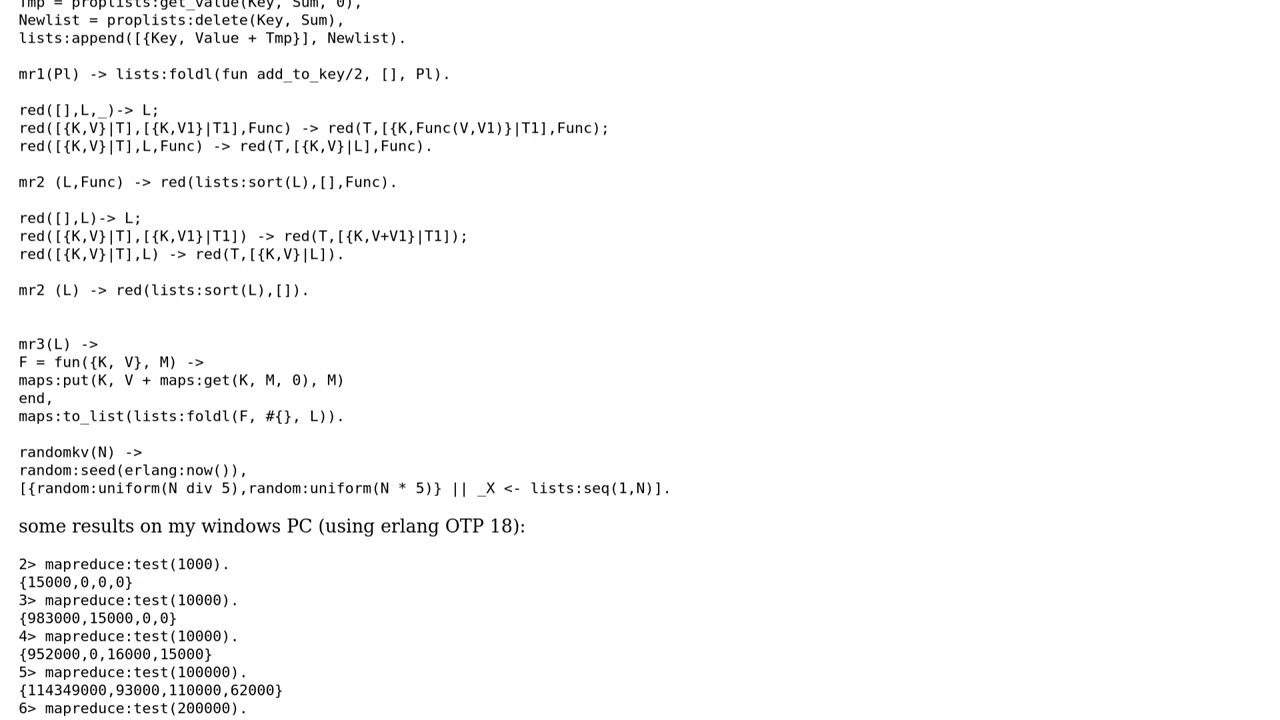 Tmp = proplists:get_value(Key, Sum, 0),
Newlist = proplists:delete(Key, Sum),
lists:append([{Key, Value + Tmp}], Newlist).
mr1(Pl) -> lists:foldl(fun add_to_key/2, [], Pl).
red([],L,_)-> L;
red([{K,V}|T],[{K,V1}|T1],Func) -> red(T,[{K,Func(V,V1)}|T1],Func);
red([{K,V}|T],L,Func) -> red(T,[{K,V}|L],Func).
mr2 (L,Func) -> red(lists:sort(L),[],Func).
red([],L)-> L;
red([{K,V}|T],[{K,V1}|T1]) -> red(T,[{K,V+V1}|T1]);
red([{K,V}|T],L) -> red(T,[{K,V}|L]).
mr2 (L) -> red(lists:sort(L),[]).
mr3(L) ->
F = fun({K, V}, M) ->
maps:put(K, V + maps:get(K, M, 0), M)
end,
maps:to_list(lists:foldl(F, #{}, L)).
randomkv(N) ->
random:seed(erlang:now()),
[{random:uniform(N div 5),random:uniform(N * 5)} || _X <- lists:seq(1,N)].
some results on my windows PC (using erlang OTP 18):
2> mapreduce:test(1000).
{15000,0,0,0}
3> mapreduce:test(10000).
{983000,15000,0,0}
4> mapreduce:test(10000).
{952000,0,16000,15000}
5> mapreduce:test(100000).
{114349000,93000,110000,62000}
6> mapreduce:test(200000).